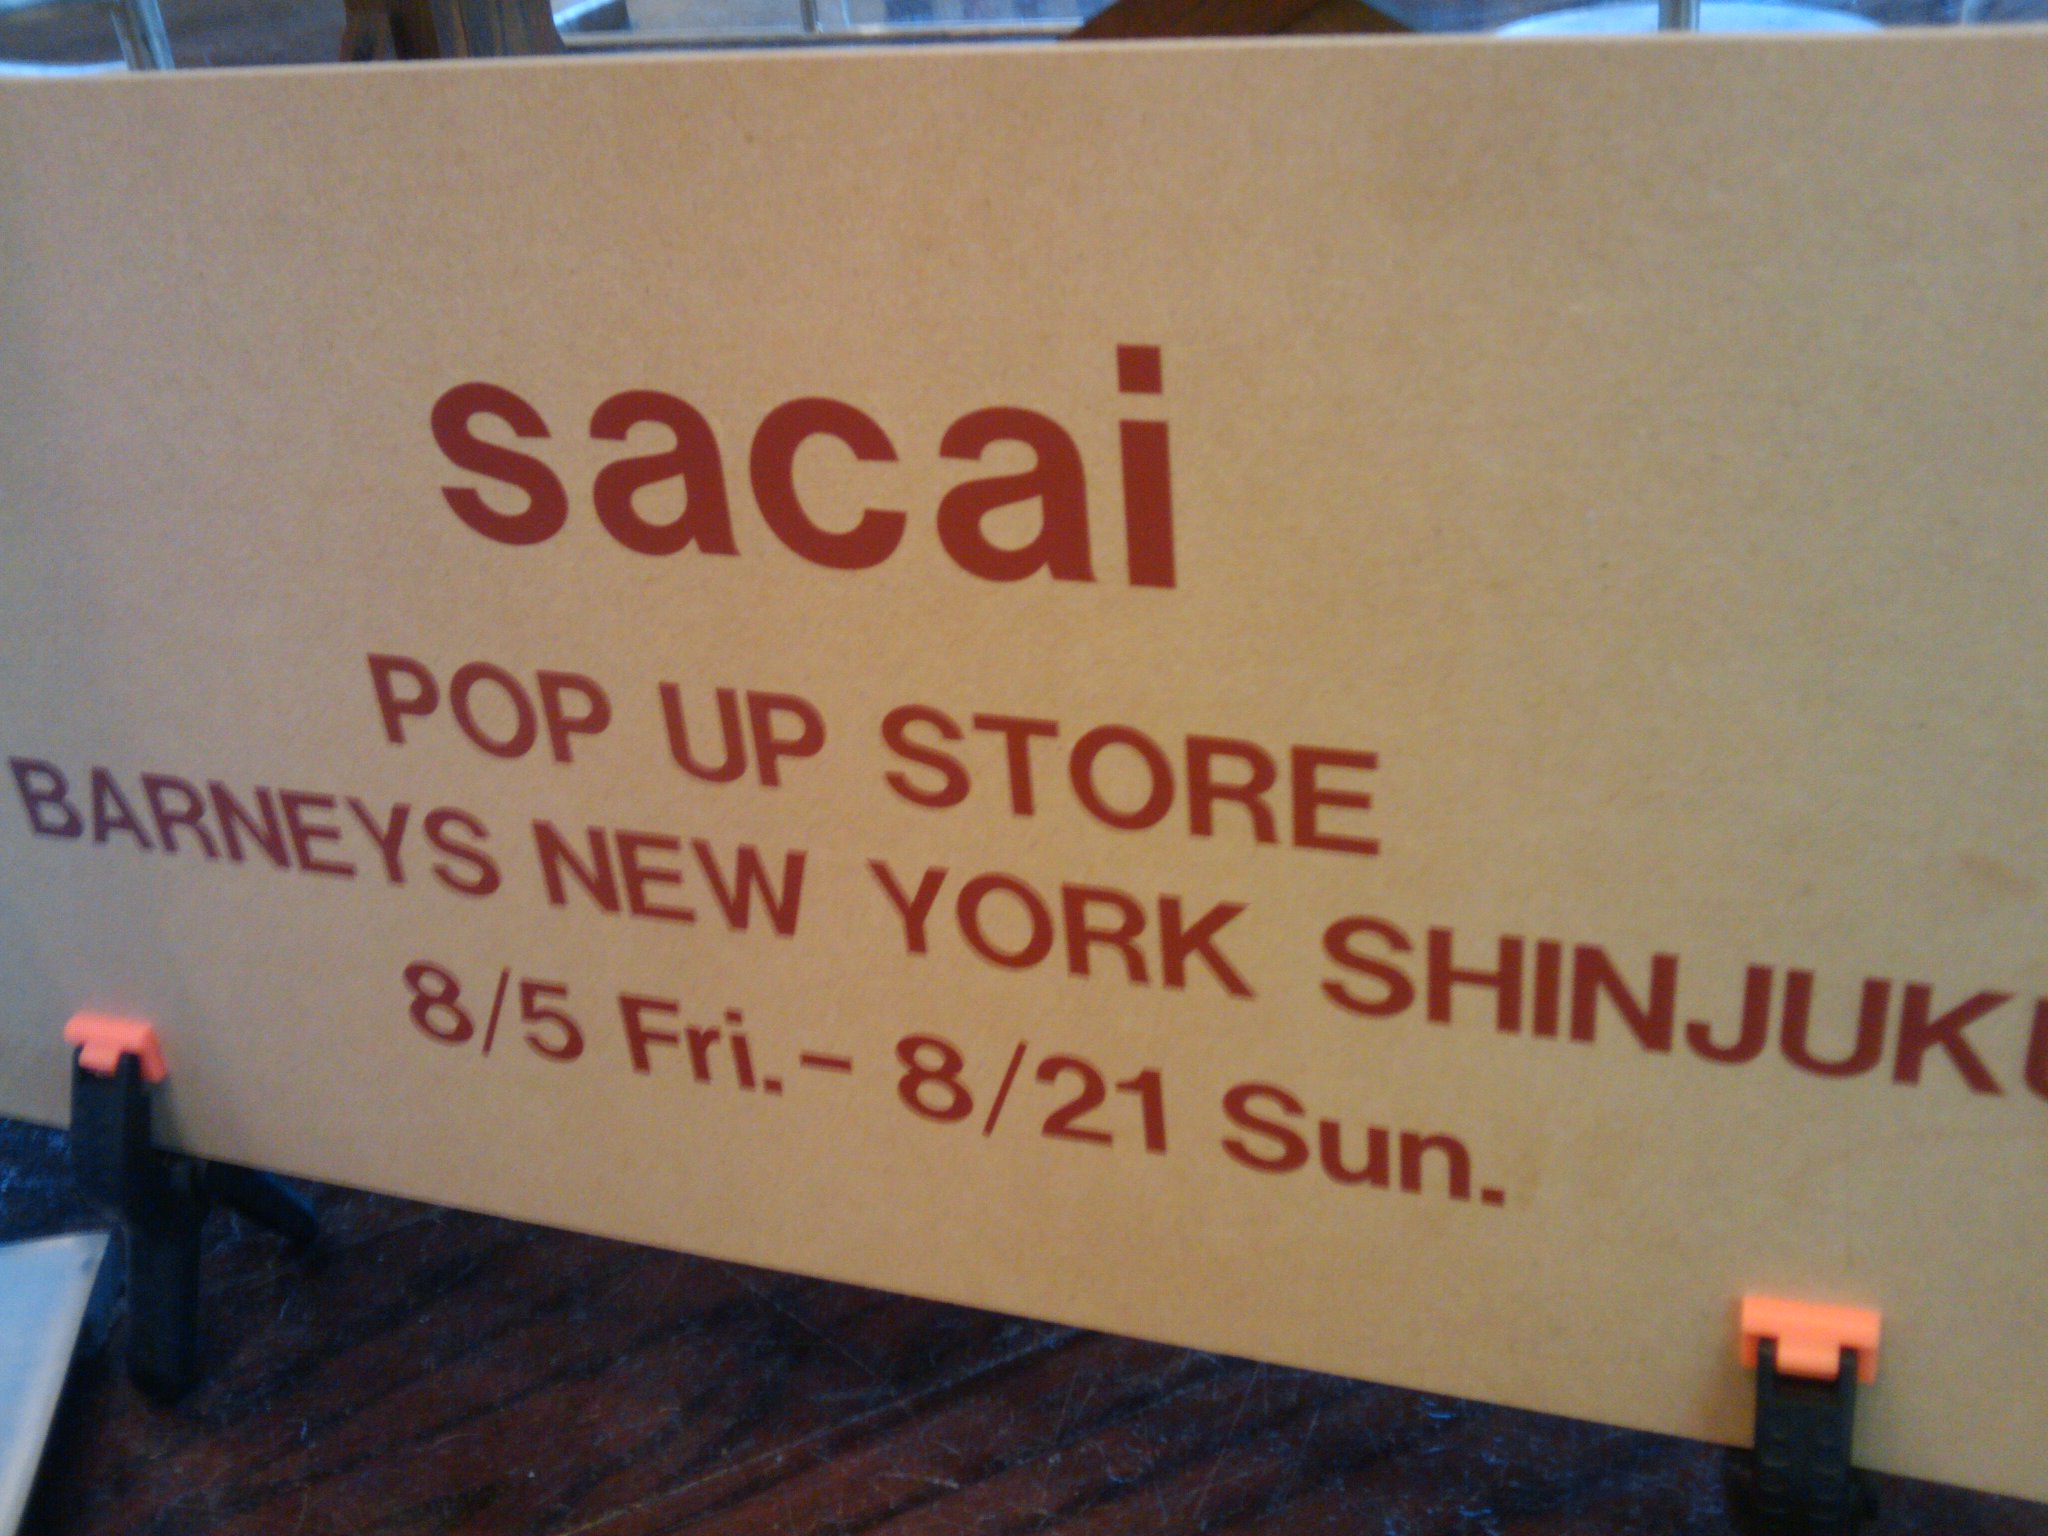 sacai
POP UP STORE
BARNEYS NEW YORK SHINJUKU
8/5 Fri.– 8/21 Sun.